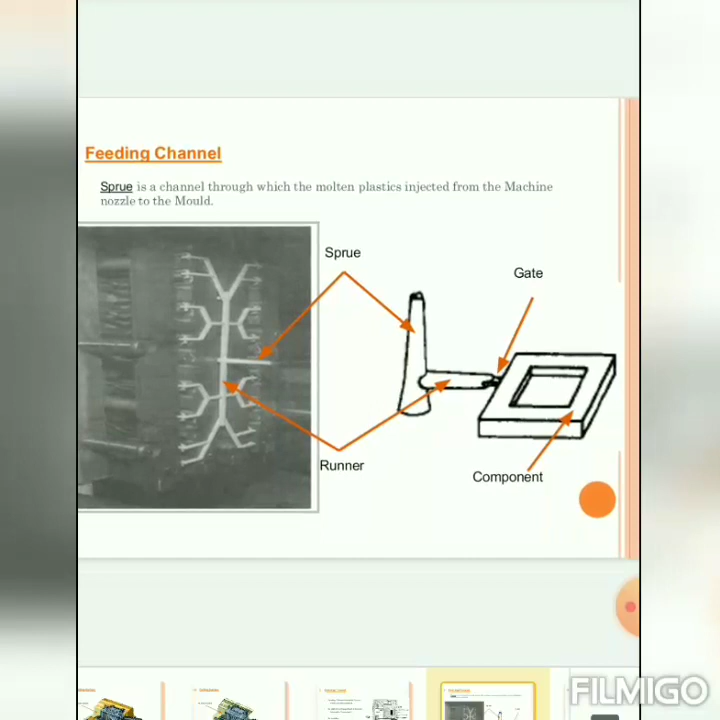 Feeding Channel
Sprue is a channel through which the molten plastics injected from the Machine
nozzle to the Mould.
Sprue
Gate
Runner
Component
FILMIGO